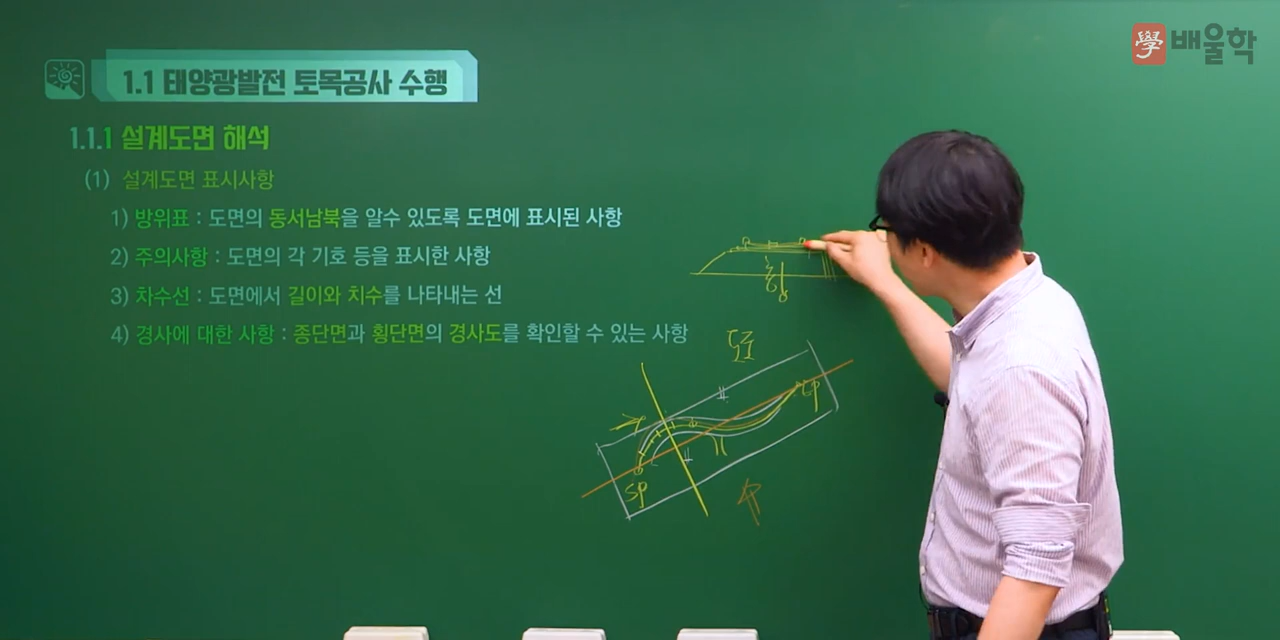 學 배울학
1.1 태양광발전 토목공사 수행
1.1.1 설계도면 해석
(1) 설계도면 표시사항
1) 방위표 : 도면의 동서남북을 알수 있도록 도면에 표시된 사항
2) 주의사항 : 도면의 각 기호 등을 표시한 사항
3) 차수선 : 도면에서 길이와 치수를 나타내는 선
4) 경사에 대한 사항 : 종단면과 횡단면의 경사도를 확인할 수 있는 사항
횡
도로
EP
SP